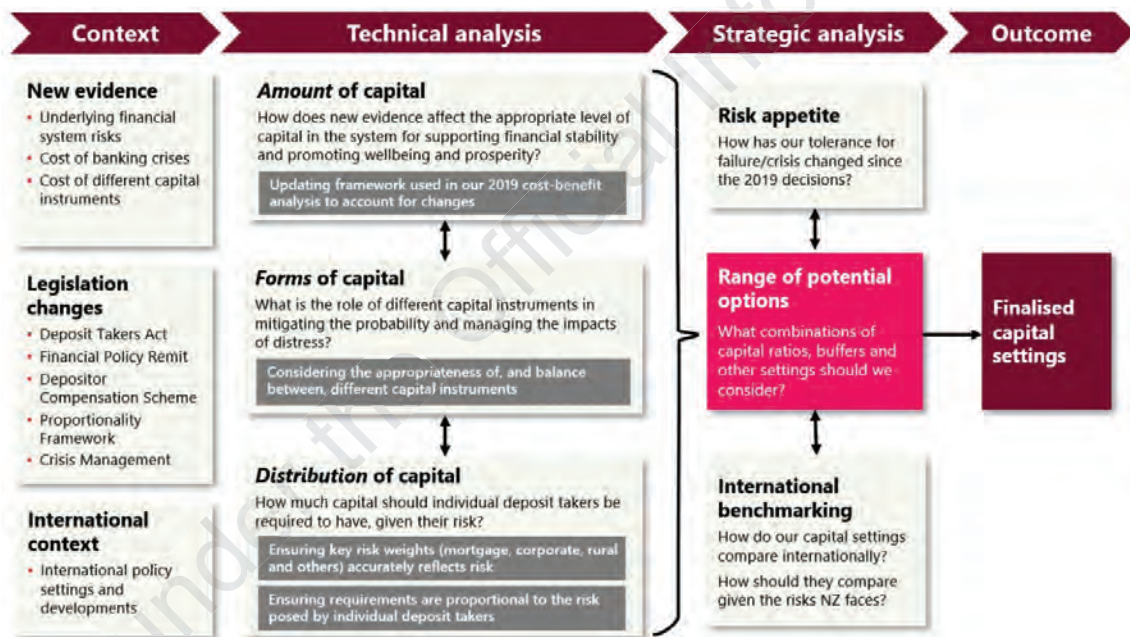 Context
Technical analysis
Strategic analysis
Outcome
New evidence
• Underlying financial
system risks
• Cost of banking crises
• Cost of different capital
instruments
Legislation
changes
• Deposit Takers Act
• Financial Policy Remit
• Depositor
Compensation Scheme
• Proportionality
Framework
• Crisis Management
International
context
• International policy
settings and
developments
Amount of capital
How does new evidence affect the appropriate level of
capital in the system for supporting financial stability
and promoting wellbeing and prosperity?
Updating framework used in our 2019 cost-benefit
analysis to account for changes
Forms of capital
What is the role of different capital instruments in
mitigating the probability and managing the impacts
of distress?
Considering the appropriateness of, and balance
between, different capital instruments
Distribution of capital
How much capital should individual deposit takers be
required to have, given their risk?
Ensuring key risk weights (mortgage, corporate, rural
and others) accurately reflects risk
Ensuring requirements are proportional to the risk
posed by individual deposit takers
Risk appetite
How has our tolerance for
failure/crisis changed since
the 2019 decisions?
Range of potential
options
What combinations of
capital ratios, buffers and
other settings should we
consider?
International
benchmarking
How do our capital settings
compare internationally?
How should they compare
given the risks NZ faces?
Finalised
capital
settings
the Official